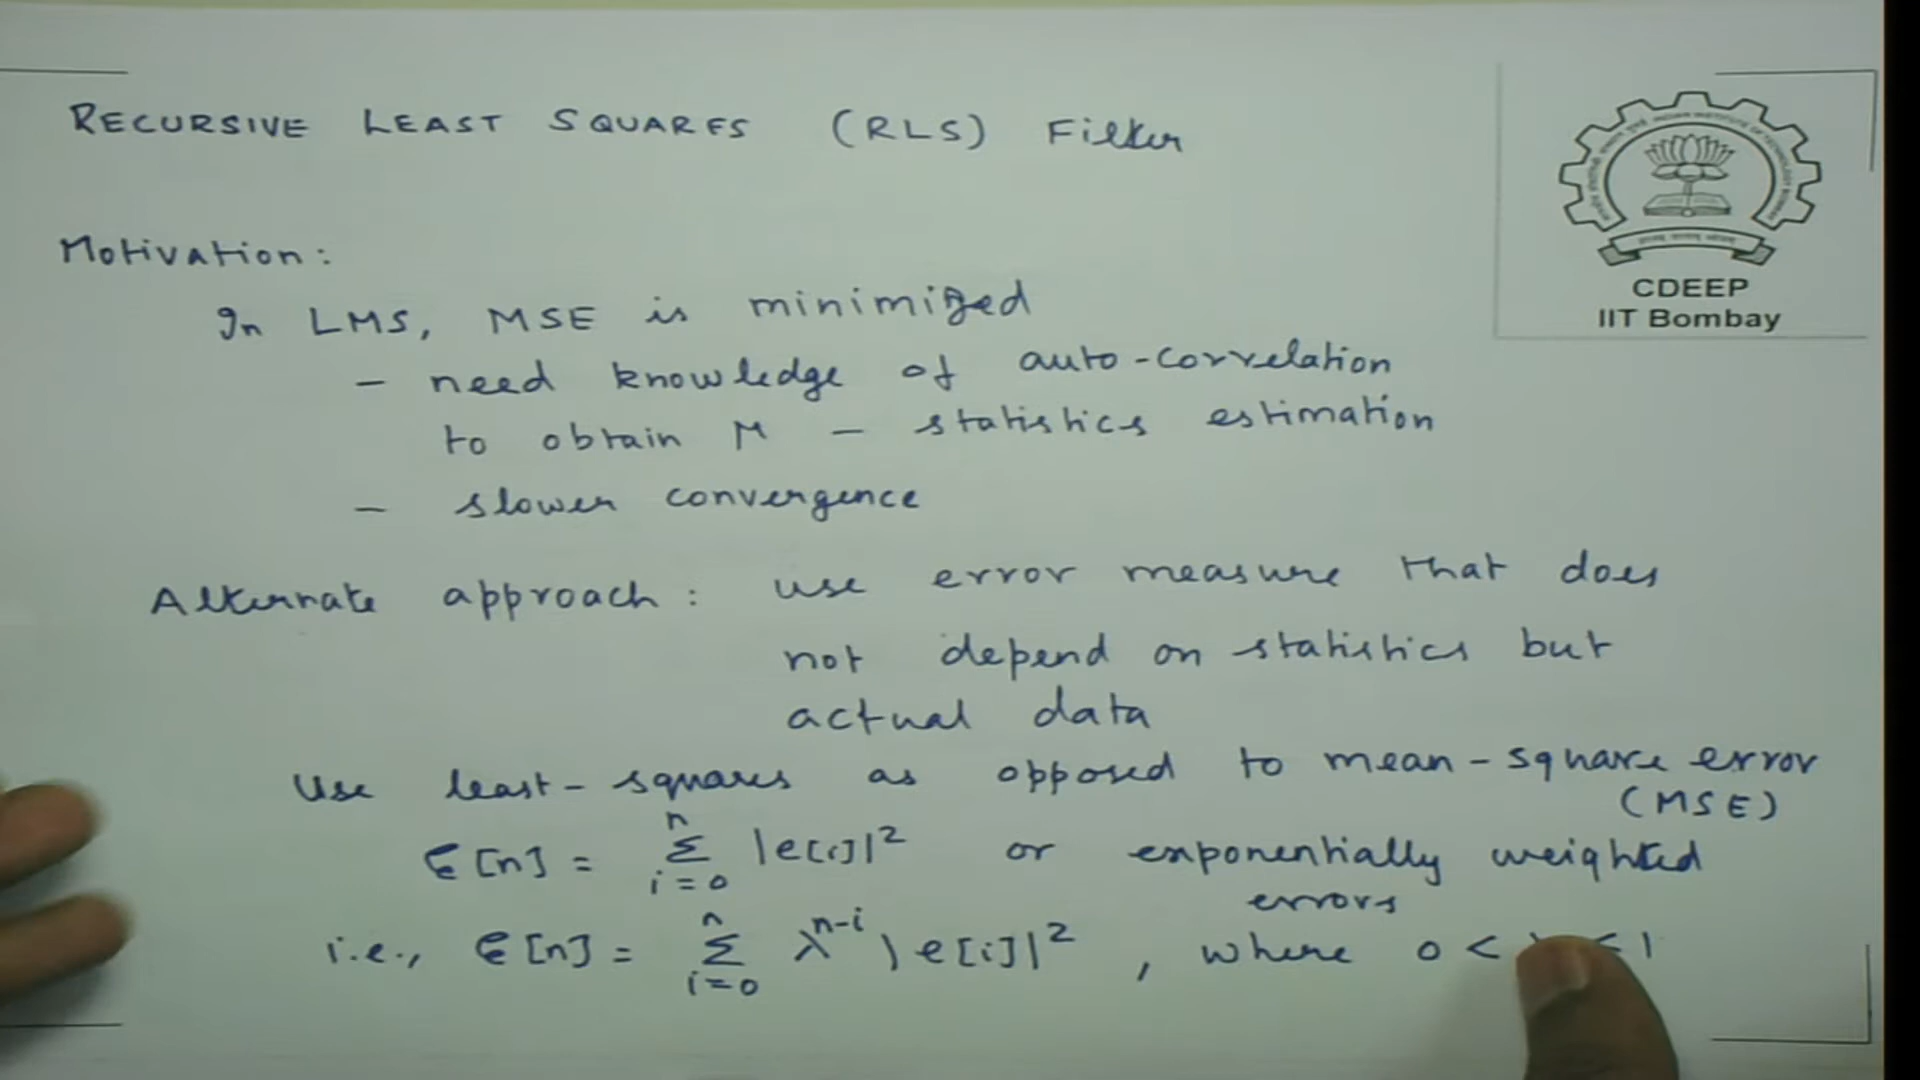 RECURSIVE LEAST SQUARES (RLS) Filter
Motivation:
In LMS, MSE is minimized
- need knowledge of auto-correlation
to obtain μ - statistics estimation
- slower convergence
Alternate approach: use error measure that does
not depend on statistics but
actual data
Use least-squares as opposed to mean-square error
(MSE)
ε[n] = Σ_{i=0}^{n} |e[i]|² or exponentially weighted
errors
i.e., ε[n] = Σ_{i=0}^{n} λ^{n-i} |e[i]|², where 0 < < 1
CDEEP
IIT Bombay